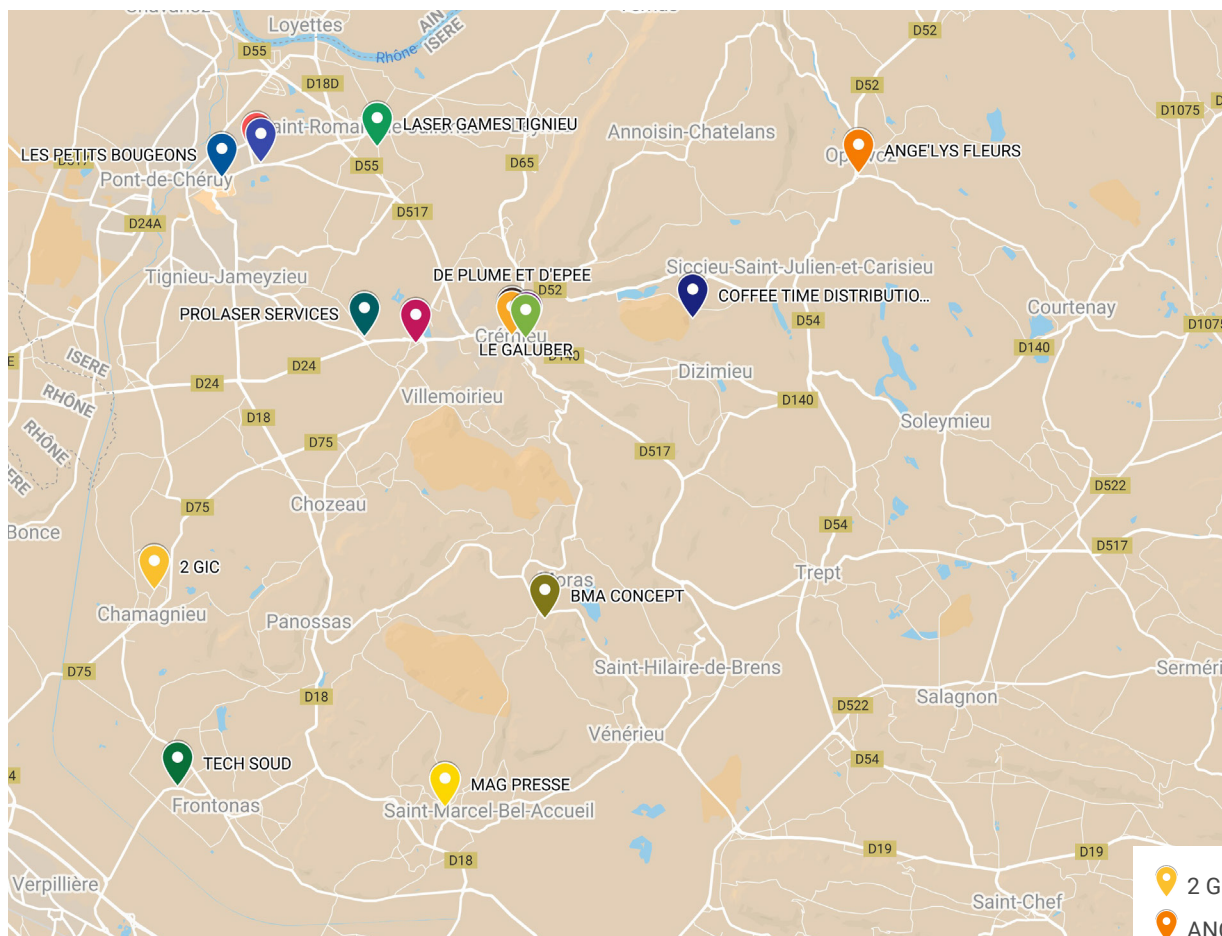 Loyettes
AIN
ISERE
Rhône
D52
D55
D18D
D52
D1075
LASER GAMES TIGNIEU
Annoisin-Chatelans
LES PETITS BOUGEONS
ANGE'LYS FLEURS
D55
D65
Pont-de-Chéruy
D517
D24A
Tignieu-Jameyzieu
DE PLUME ET D'EPEE
Siccieu-Saint-Julien-et-Carisieu
D52
COFFEE TIME DISTRIBUTIO...
Courtenay
PROLASER SERVICES
D54
D1075
Crémieu
LE GALUBER
D140
D140
ISERE
D24
D24
Dizimieu
RHÔNE
Villemoirieu
D140
D18
Soleymieu
RHÔNE
D75
D517
D522
Chozeau
D75
D54
Bonce
D517
2 GIC
Trept
BMA CONCEPT
Chamagnieu
Panossas
D75
Saint-Hilaire-de-Brens
D18
Salagnon
D522
Vénérieu
TECH SOUD
D54
MAG PRESSE
Frontonas
Saint-Marcel-Bel-Accueil
D18
D19
D19
Verpillière
2 G
Saint-Chef